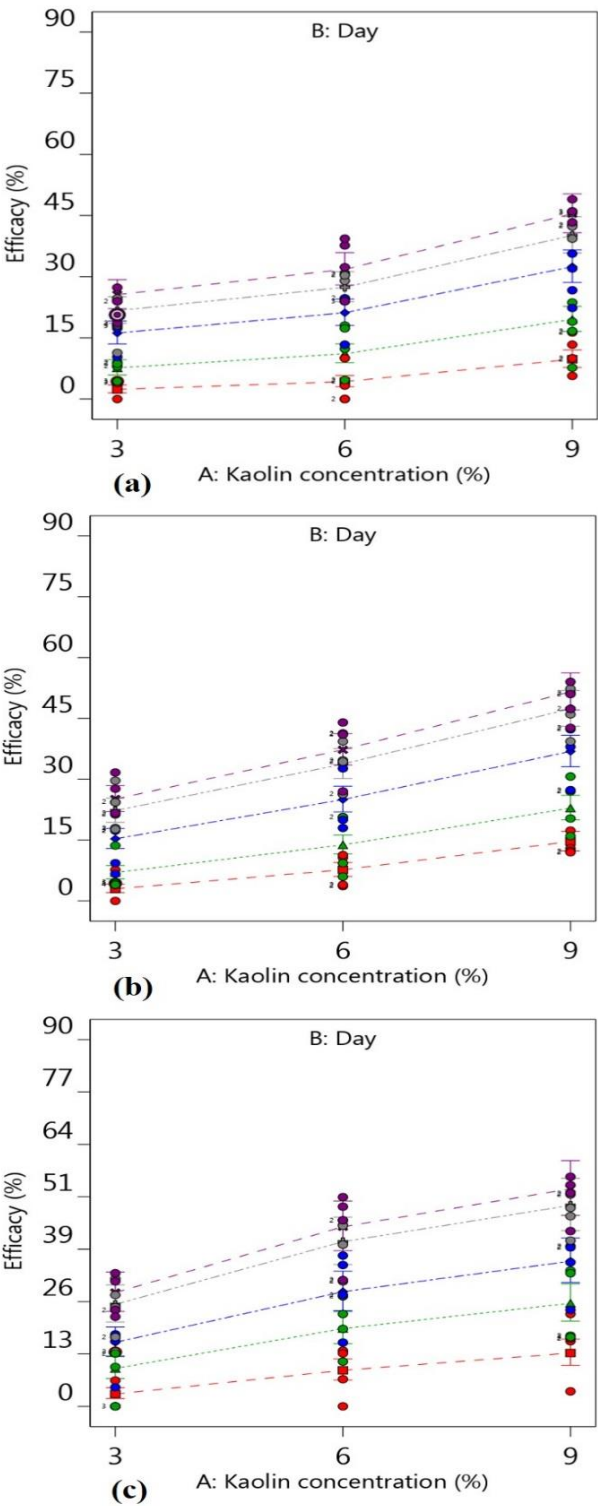 90
B: Day
75
60
45
30
15
0
Efficacy (%)
3 6 9
A: Kaolin concentration (%)
(a)
90
B: Day
75
60
45
30
15
0
Efficacy (%)
3 6 9
A: Kaolin concentration (%)
(b)
90
B: Day
77
64
51
39
26
13
0
Efficacy (%)
3 6 9
A: Kaolin concentration (%)
(c)